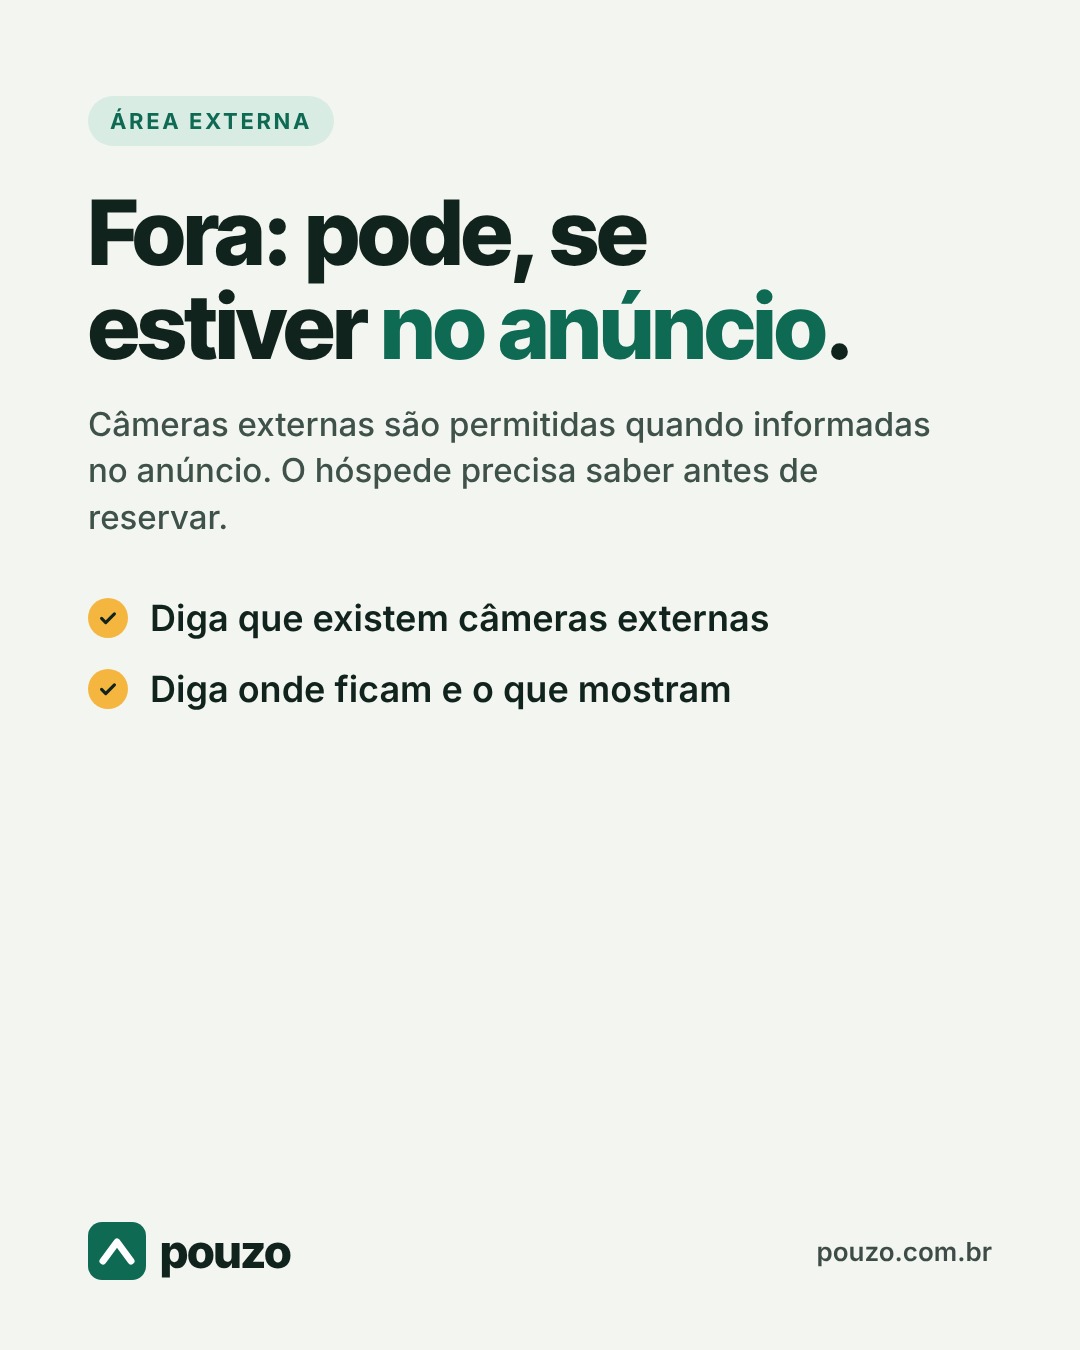 ÁREA EXTERNA
Fora: pode, se
estiver no anúncio.
Câmeras externas são permitidas quando informadas
no anúncio. O hóspede precisa saber antes de
reservar.
Diga que existem câmeras externas
Diga onde ficam e o que mostram
pouzo
pouzo.com.br